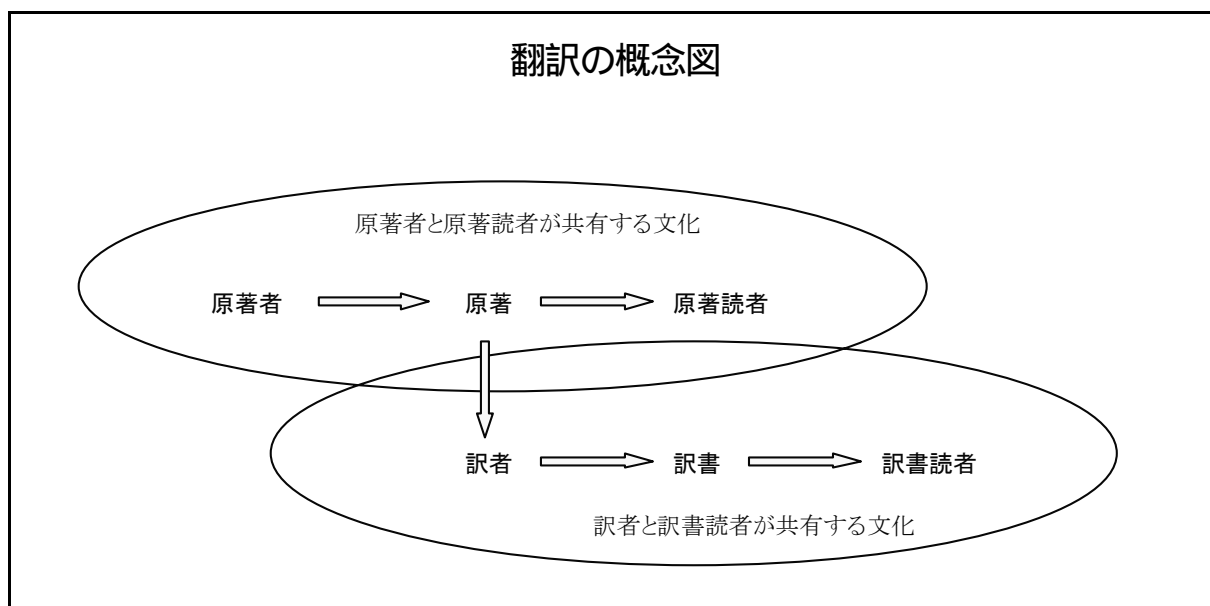 翻訳の概念図
原著者と原著読者が共有する文化
原著者 原著 原著読者
訳者 訳書 訳書読者
訳者と訳書読者が共有する文化